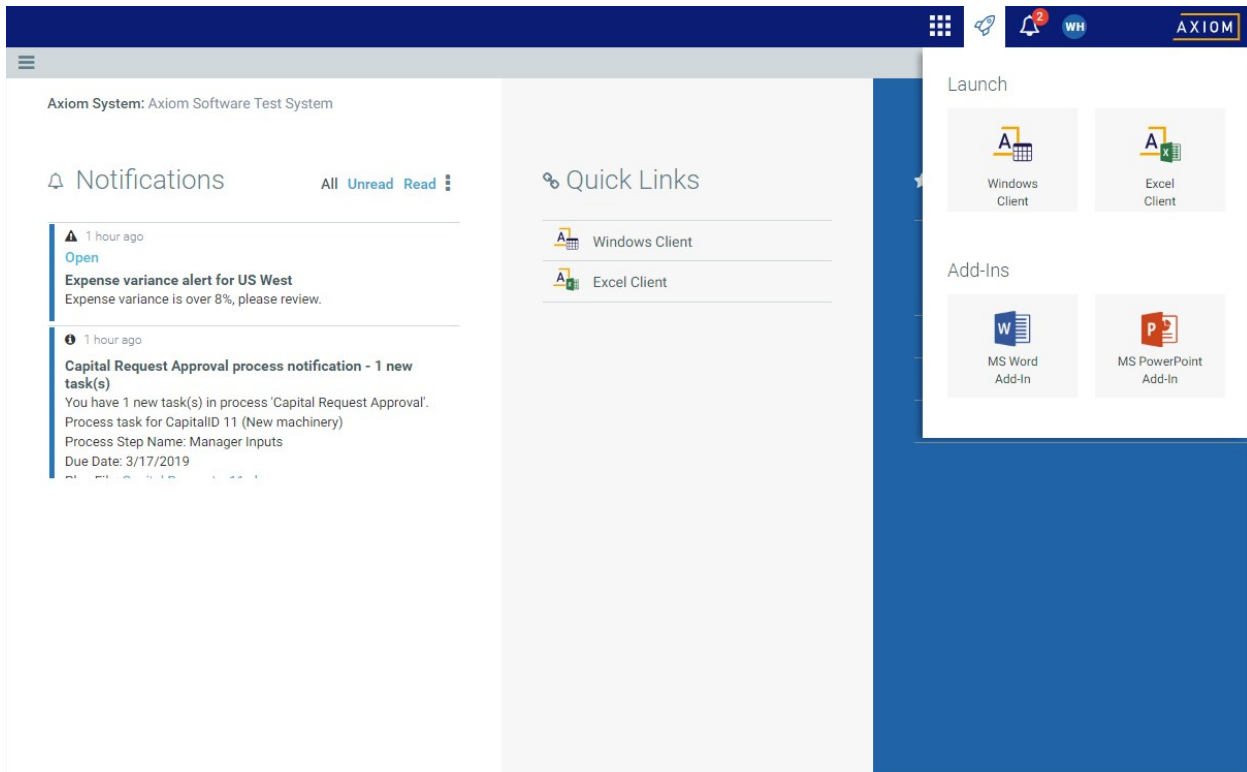 2
WH
AXIOM
Axiom System: Axiom Software Test System
Notifications
All Unread Read
1 hour ago
Open
Expense variance alert for US West
Expense variance is over 8%, please review.
1 hour ago
Capital Request Approval process notification - 1 new
task(s)
You have 1 new task(s) in process 'Capital Request Approval'.
Process task for CapitalID 11 (New machinery)
Process Step Name: Manager Inputs
Due Date: 3/17/2019
Quick Links
Windows Client
Excel Client
Launch
Windows
Client
Excel
Client
Add-Ins
MS Word
Add-In
MS PowerPoint
Add-In